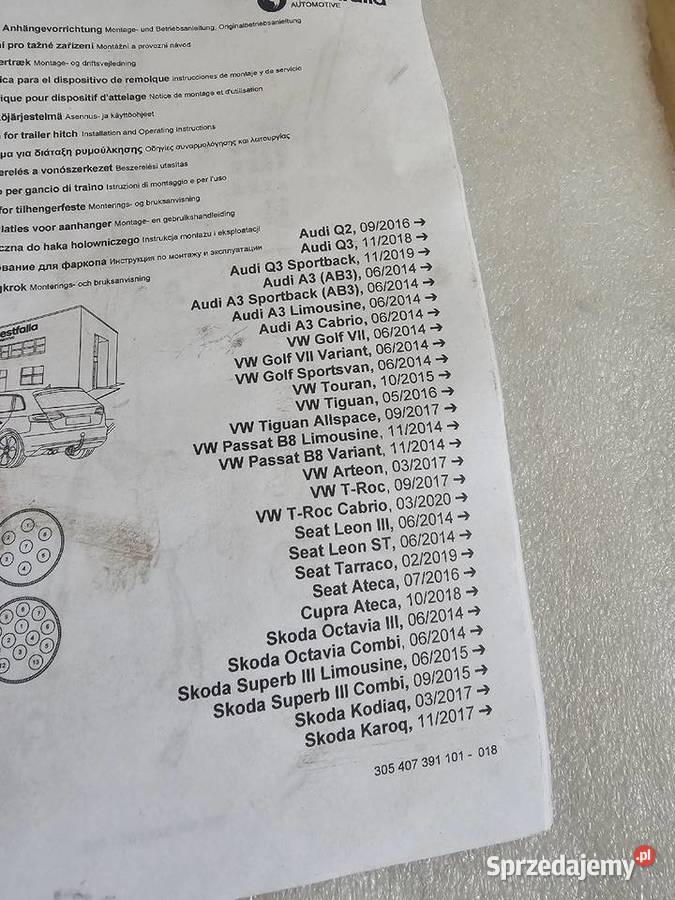 AUTOMOTIVE
Anhängevorrichtung Montage- und Betriebsanleitung, Originalbetriebsanleitung
pro tažné zařízení Montážní a provozní návod
Montage- og driftsvejledning
para el dispositivo de remolque Instrucciones de montaje y de servicio
pour dispositif d'attelage Notice de montage et d'utilisation
Asennus- ja käyttöohjeet
for trailer hitch Installation and Operating Instructions
για διάταξη ρυμούλκησης Οδηγίες συναρμολόγησης και λειτουργίας
a vonószerkezet Beszerelési utasítás
per gancio di traino Istruzioni di montaggio e per l'uso
for tilhengerfeste Monterings- og bruksanvisning
voor aanhanger Montage- en gebruikshandleiding
do haka holowniczego Instrukcja montażu i eksploatacji
для фаркопа Инструкция по монтажу и эксплуатации
Monterings- och bruksanvisning
Audi Q2, 09/2016 →
Audi Q3, 11/2018 →
Audi Q3 Sportback, 11/2019 →
Audi A3 (AB3), 06/2014 →
Audi A3 Sportback (AB3), 06/2014 →
Audi A3 Limousine, 06/2014 →
Audi A3 Cabrio, 06/2014 →
VW Golf VII, 06/2014 →
VW Golf VII Variant, 06/2014 →
VW Golf Sportsvan, 06/2014 →
VW Touran, 10/2015 →
VW Tiguan, 05/2016 →
VW Tiguan Allspace, 09/2017 →
VW Passat B8 Limousine, 11/2014 →
VW Passat B8 Variant, 11/2014 →
VW Arteon, 03/2017 →
VW T-Roc, 09/2017 →
VW T-Roc Cabrio, 03/2020 →
Seat Leon III, 06/2014 →
Seat Leon ST, 06/2014 →
Seat Tarraco, 02/2019 →
Seat Ateca, 07/2016 →
Cupra Ateca, 10/2018 →
Skoda Octavia III, 06/2014 →
Skoda Octavia Combi, 06/2014 →
Skoda Superb III Limousine, 06/2015 →
Skoda Superb III Combi, 09/2015 →
Skoda Kodiaq, 03/2017 →
Skoda Karoq, 11/2017 →
305 407 391 101 - 018
Sprzedajemy.pl